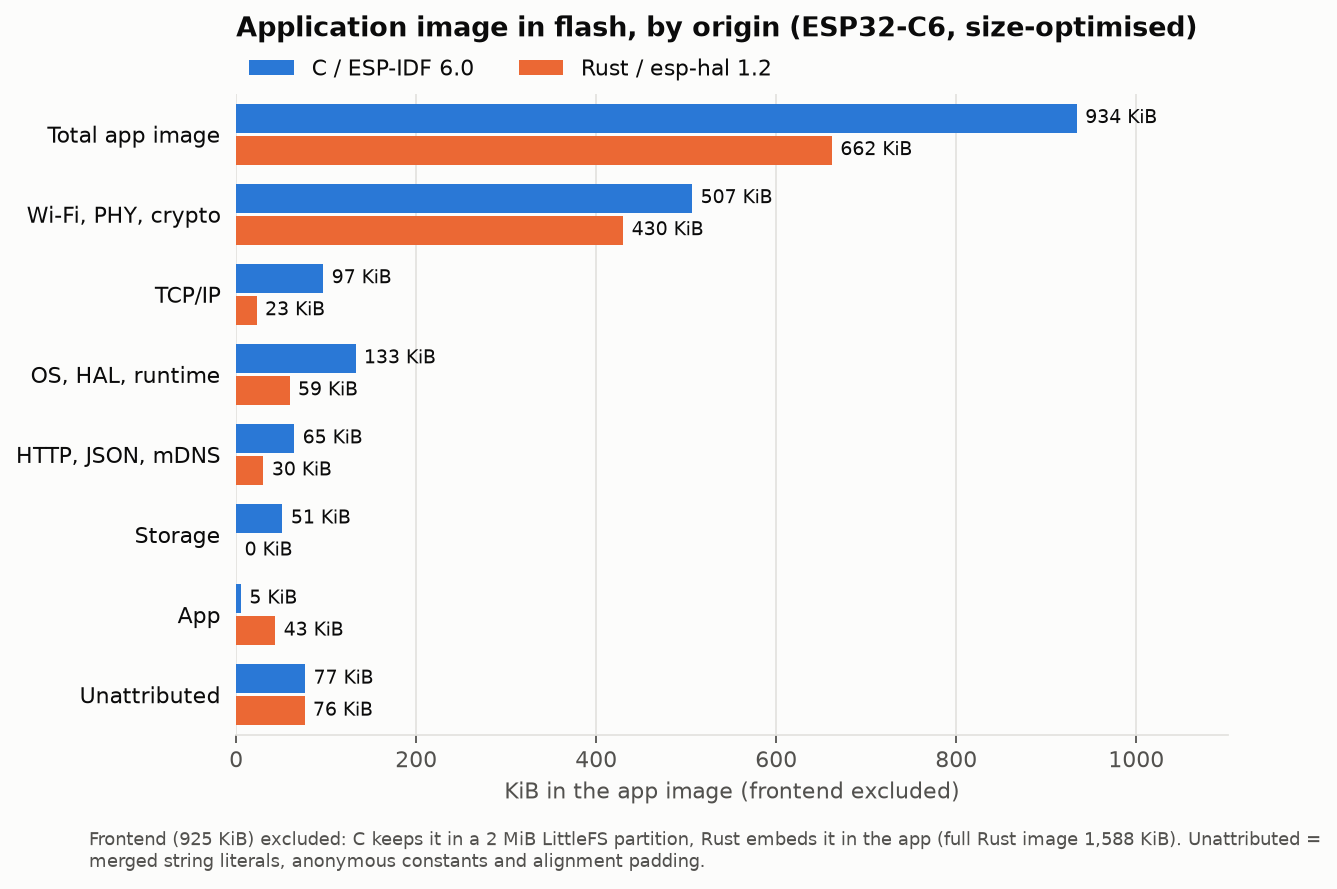 Application image in flash, by origin (ESP32-C6, size-optimised)
C / ESP-IDF 6.0
Rust / esp-hal 1.2
Total app image
934 KiB
662 KiB
Wi-Fi, PHY, crypto
507 KiB
430 KiB
TCP/IP
97 KiB
23 KiB
OS, HAL, runtime
133 KiB
59 KiB
HTTP, JSON, mDNS
65 KiB
30 KiB
Storage
51 KiB
0 KiB
App
5 KiB
43 KiB
Unattributed
77 KiB
76 KiB
0
200
400
600
800
1000
KiB in the app image (frontend excluded)
Frontend (925 KiB) excluded: C keeps it in a 2 MiB LittleFS partition, Rust embeds it in the app (full Rust image 1,588 KiB). Unattributed =
merged string literals, anonymous constants and alignment padding.